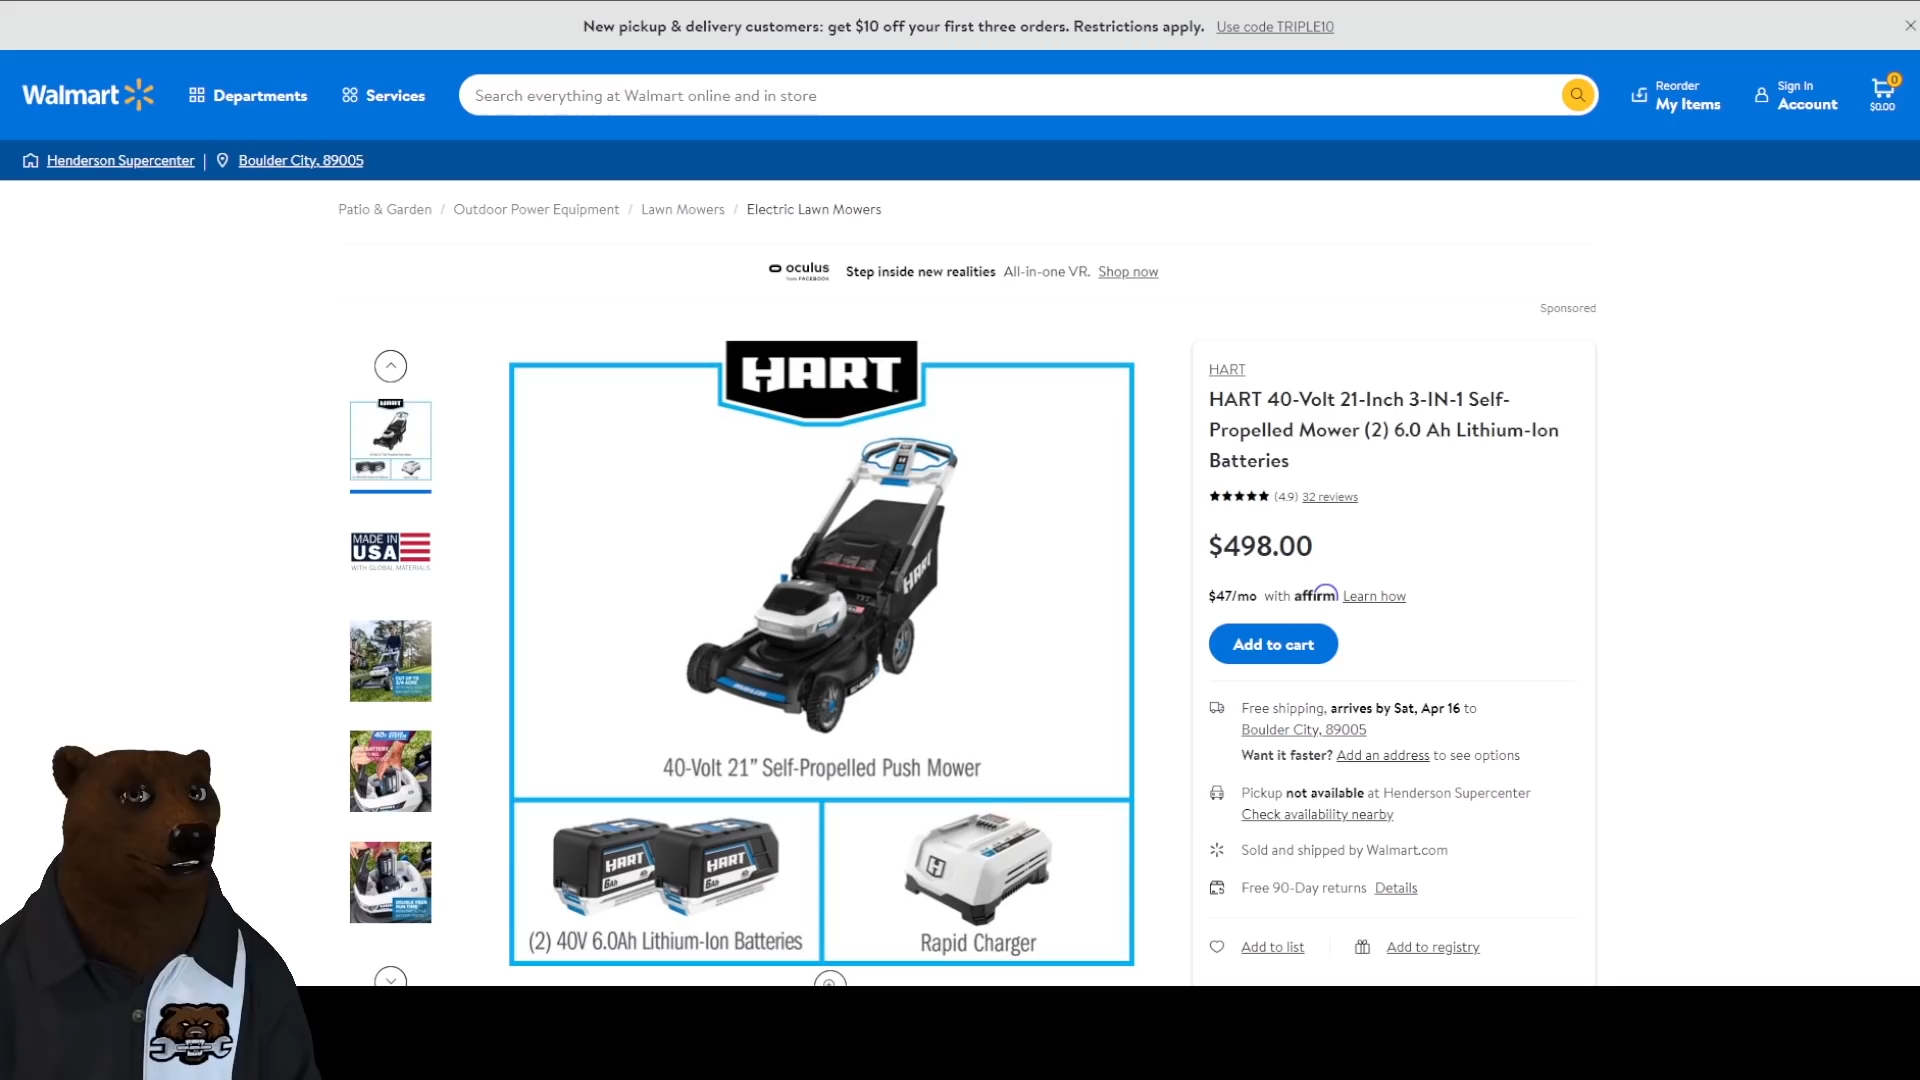 New pickup & delivery customers: get $10 off your first three orders. Restrictions apply. Use code TRIPLE10
Walmart
Departments
Services
Search everything at Walmart online and in store
Reorder
My Items
Sign In
Account
0
$0.00
Henderson Supercenter | Boulder City, 89005
Patio & Garden / Outdoor Power Equipment / Lawn Mowers / Electric Lawn Mowers
oculus
from FACEBOOK
Step inside new realities All-in-one VR. Shop now
Sponsored
HART
MADE IN
USA
WITH GLOBAL MATERIALS
HART
HART
40-Volt 21” Self-Propelled Push Mower
HART
6Ah
HART
6Ah
(2) 40V 6.0Ah Lithium-Ion Batteries
Rapid Charger
HART
HART 40-Volt 21-Inch 3-IN-1 Self-
Propelled Mower (2) 6.0 Ah Lithium-Ion
Batteries
(4.9) 32 reviews
$498.00
$47/mo with affirm Learn how
Add to cart
Free shipping, arrives by Sat, Apr 16 to
Boulder City, 89005
Want it faster? Add an address to see options
Pickup not available at Henderson Supercenter
Check availability nearby
Sold and shipped by Walmart.com
Free 90-Day returns Details
Add to list
Add to registry